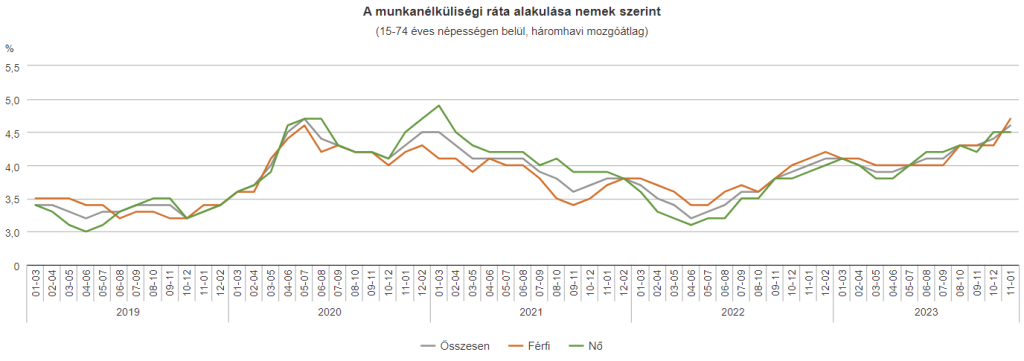 A munkanélküliségi ráta alakulása nemek szerint
(15-74 éves népességen belül, háromhavi mozgóátlag)
%
5,5
5,0
4,5
4,0
3,5
3,0
0
01-03 02-04 03-05 04-06 05-07 06-08 07-09 08-10 09-11 10-12 11-01 12-02 01-03 02-04 03-05 04-06 05-07 06-08 07-09 08-10 09-11 10-12 11-01 12-02 01-03 02-04 03-05 04-06 05-07 06-08 07-09 08-10 09-11 10-12 11-01 12-02 01-03 02-04 03-05 04-06 05-07 06-08 07-09 08-10 09-11 10-12 11-01 12-02 01-03 02-04 03-05 04-06 05-07 06-08 07-09 08-10 09-11 10-12 11-01
2019 2020 2021 2022 2023
Összesen Férfi Nő